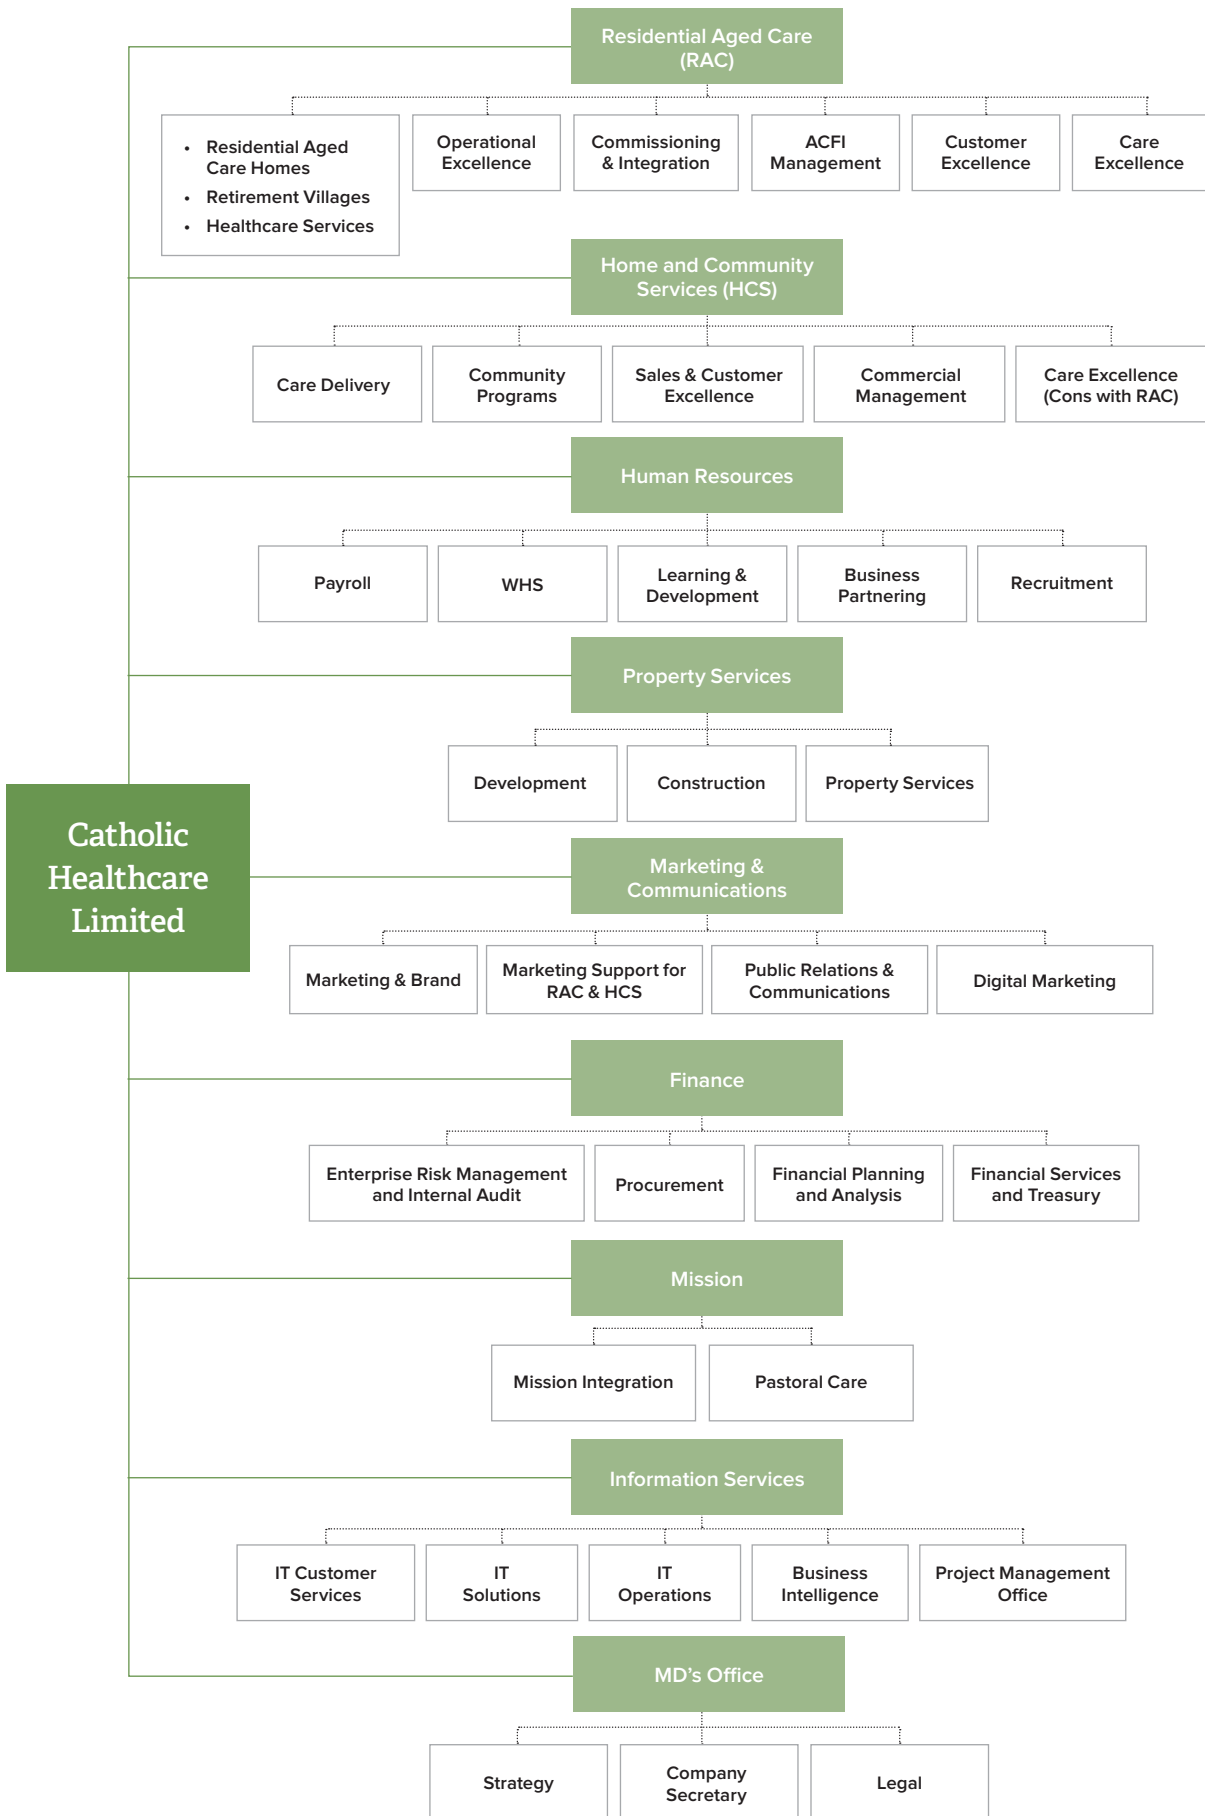 Residential Aged Care
(RAC)
• Residential Aged
Care Homes
• Retirement Villages
• Healthcare Services
Operational
Excellence
Commissioning
& Integration
ACFI
Management
Customer
Excellence
Care
Excellence
Home and Community
Services (HCS)
Care Delivery
Community
Programs
Sales & Customer
Excellence
Commercial
Management
Care Excellence
(Cons with RAC)
Human Resources
Payroll
WHS
Learning &
Development
Business
Partnering
Recruitment
Property Services
Development
Construction
Property Services
Catholic
Healthcare
Limited
Marketing &
Communications
Marketing & Brand
Marketing Support for
RAC & HCS
Public Relations &
Communications
Digital Marketing
Finance
Enterprise Risk Management
and Internal Audit
Procurement
Financial Planning
and Analysis
Financial Services
and Treasury
Mission
Mission Integration
Pastoral Care
Information Services
IT Customer
Services
IT
Solutions
IT
Operations
Business
Intelligence
Project Management
Office
MD's Office
Strategy
Company
Secretary
Legal